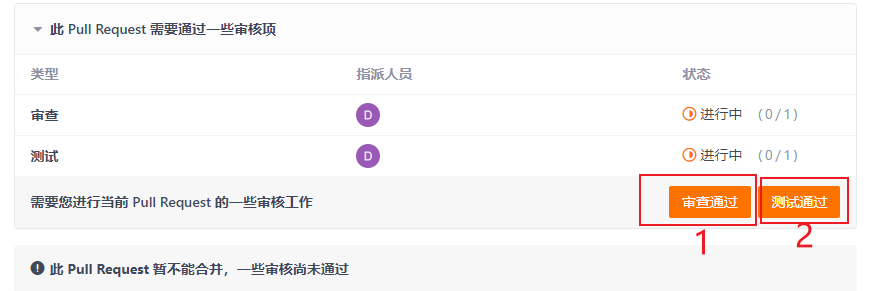 此 Pull Request 需要通过一些审核项
类型 指派人员 状态
审查 D 进行中 (0/1)
测试 D 进行中 (0/1)
需要您进行当前 Pull Request 的一些审核工作 审查通过 测试通过
1 2
此 Pull Request 暂不能合并，一些审核尚未通过